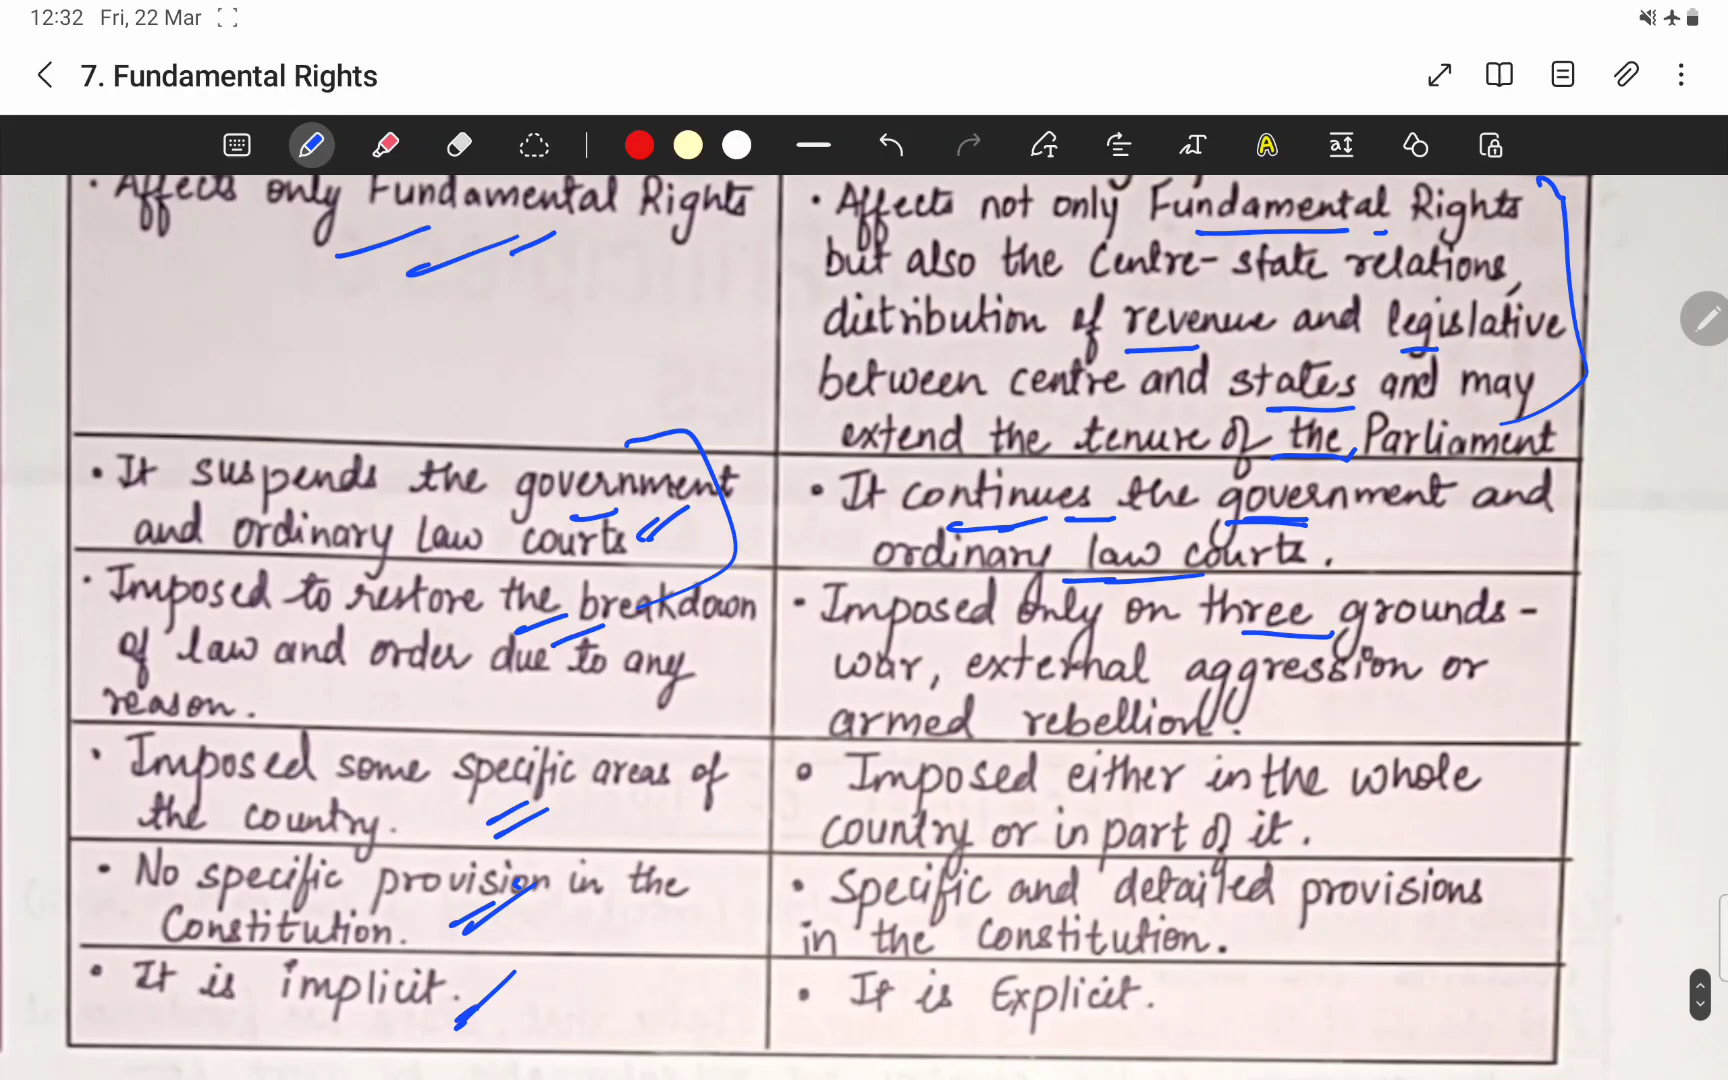 12:32 Fri, 22 Mar
7. Fundamental Rights
• Affects only Fundamental Rights
• Affects not only Fundamental Rights
but also the Centre-state relations,
distribution of revenue and legislative
between centre and states and may
extend the tenure of the Parliament
• It suspends the government
and ordinary law courts
• It continues the government and
ordinary law courts.
• Imposed to restore the breakdown
of law and order due to any
reason.
• Imposed only on three grounds -
war, external aggression or
armed rebellion.
• Imposed some specific areas of
the country.
• Imposed either in the whole
country or in part of it.
• No specific provision in the
Constitution.
• Specific and detailed provisions
in the Constitution.
• It is implicit.
• It is Explicit.